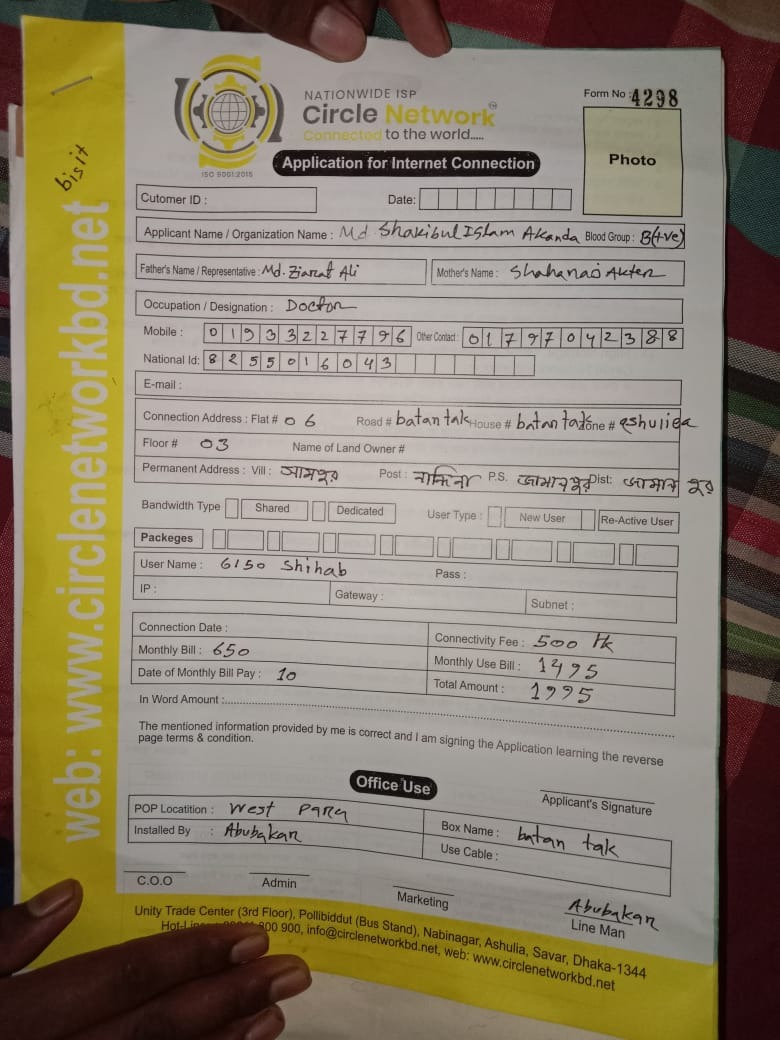 NATIONWIDE ISP
Circle Network
Connected to the world.....
ISO 9001:2015
Form No : 4298
Application for Internet Connection
Photo
bisit
web: www.circlenetworkbd.net
Cutomer ID :
Date:
Applicant Name / Organization Name : Md Shakibul Islam Akanda Blood Group : B(+ve)
Father's Name / Representative : Md. Ziarat Ali Mother's Name : Shahanaj Akter
Occupation / Designation : Doctor
Mobile : 01933227796 Other Contact : 01797042388
National Id: 8255016043
E-mail :
Connection Address : Flat # 06 Road # batan tak House # batan tak Zone # ashulia
Floor # 03 Name of Land Owner #
Permanent Address : Vill : Post : নান্দিনা P.S. জামালপুর Dist: জামালপুর
Bandwidth Type Shared Dedicated User Type : New User Re-Active User
Packeges
User Name : 6150 Shihab Pass :
IP : Gateway : Subnet :
Connection Date : Connectivity Fee : 500 tk
Monthly Bill : 650 Monthly Use Bill : 1495
Date of Monthly Bill Pay : 10 Total Amount : 1995
In Word Amount :
The mentioned information provided by me is correct and I am signing the Application learning the reverse
page terms & condition.
Office Use
Applicant's Signature
POP Locatition : West Para Box Name : batan tak
Installed By : Abubakar Use Cable :
C.O.O Admin Marketing Abubakar
Line Man
Unity Trade Center (3rd Floor), Pollibiddut (Bus Stand), Nabinagar, Ashulia, Savar, Dhaka-1344
900, info@circlenetworkbd.net, web: www.circlenetworkbd.net